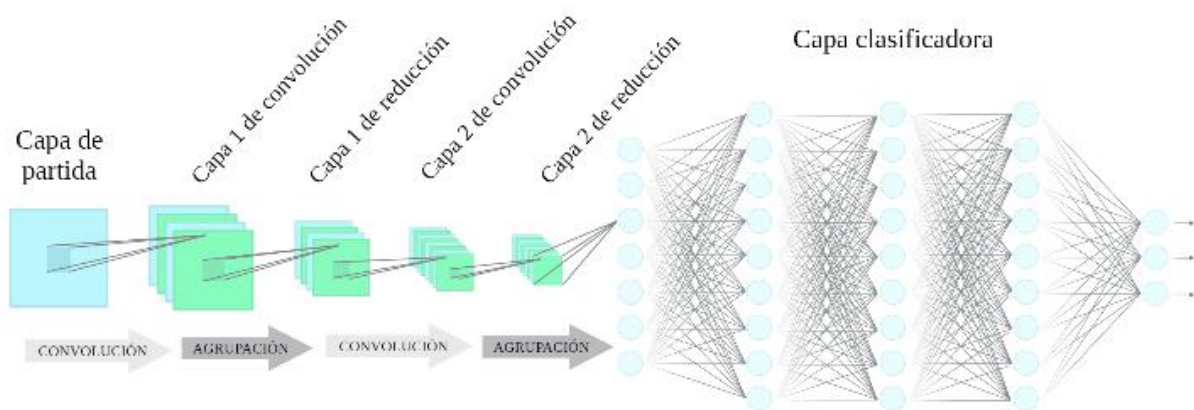 Capa de
partida
Capa 1 de convolución
Capa 1 de reducción
Capa 2 de convolución
Capa 2 de reducción
Capa clasificadora
CONVOLUCIÓN
AGRUPACIÓN
CONVOLUCIÓN
AGRUPACIÓN